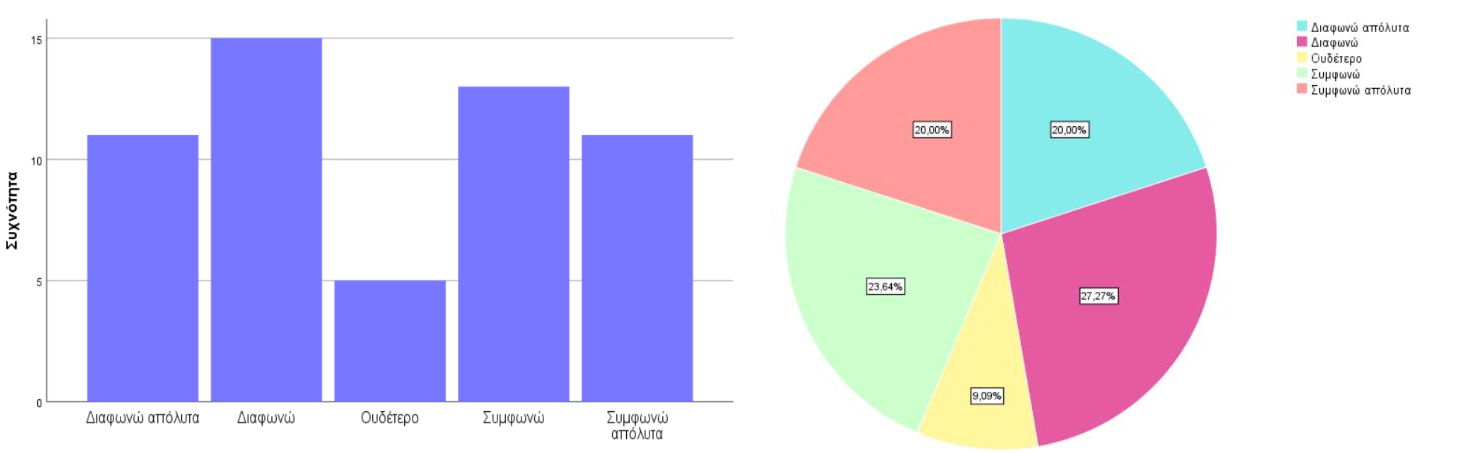 Συχνότητα
15
10
5
0
Διαφωνώ απόλυτα
Διαφωνώ
Ουδέτερο
Συμφωνώ
Συμφωνώ
απόλυτα
20,00%
20,00%
23,64%
27,27%
9,09%
Διαφωνώ απόλυτα
Διαφωνώ
Ουδέτερο
Συμφωνώ
Συμφωνώ απόλυτα